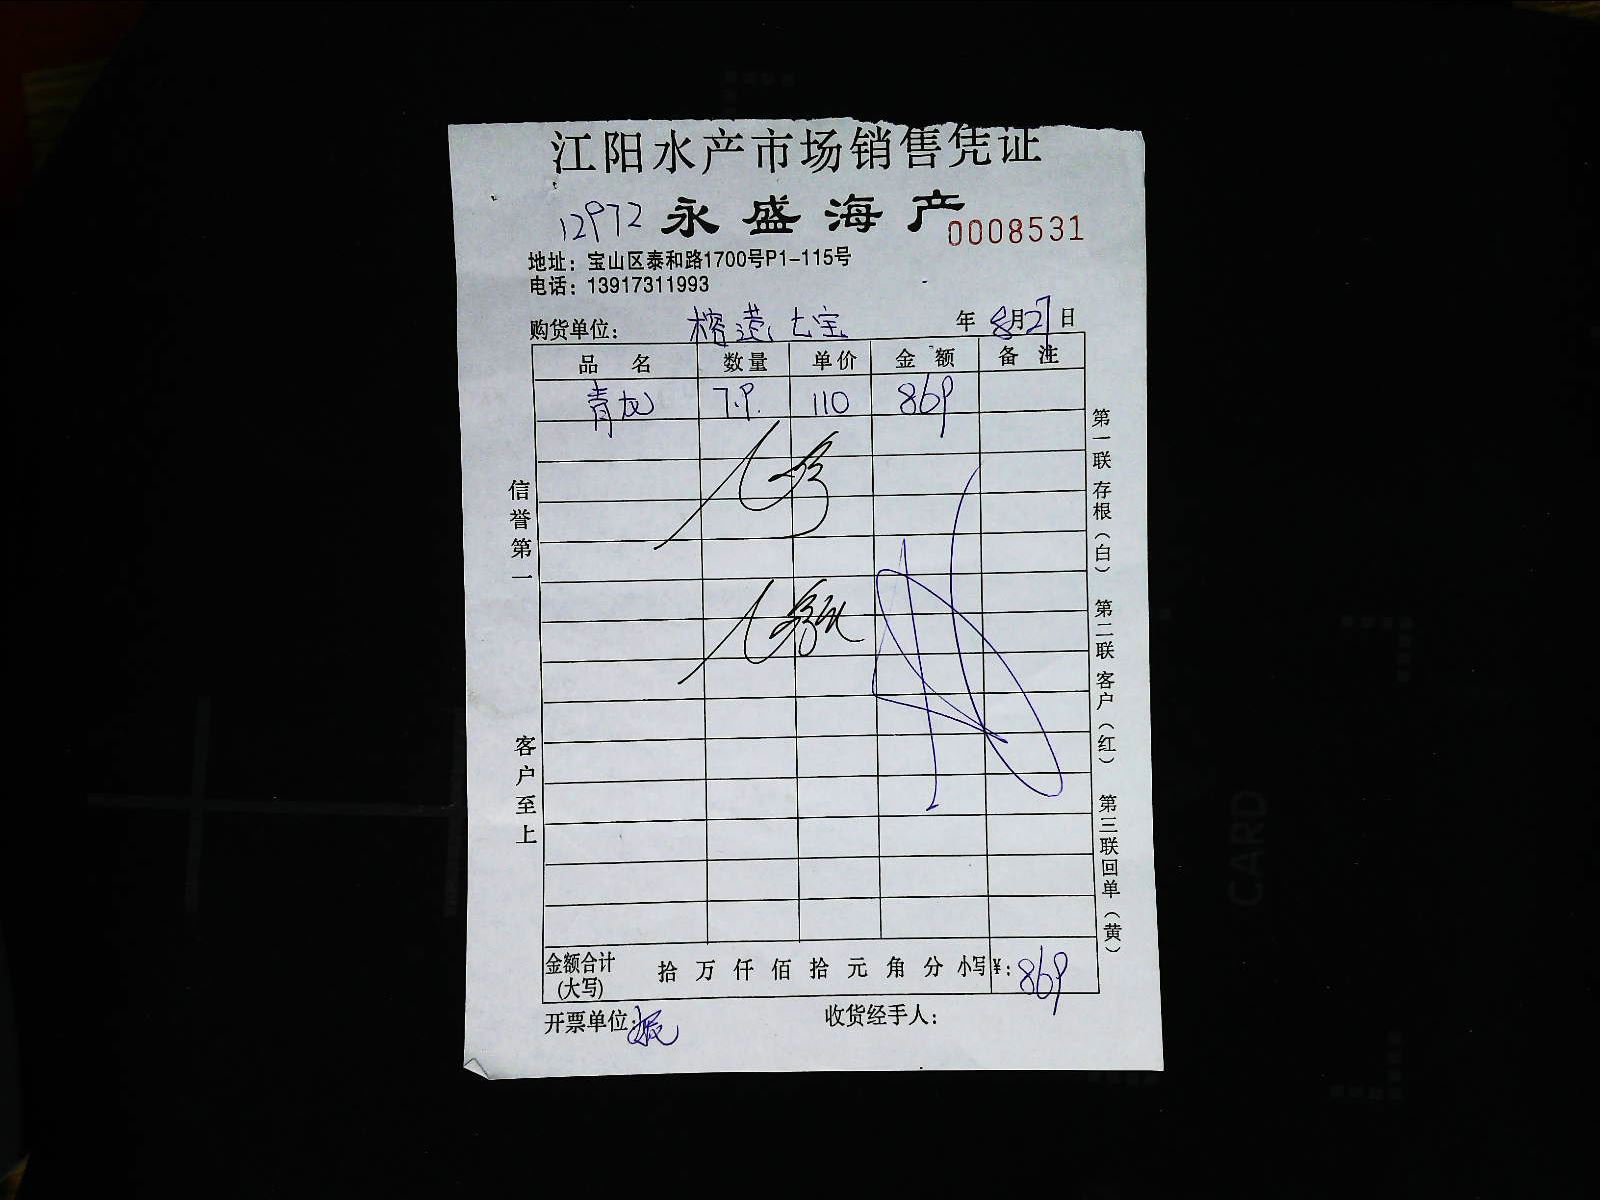 江阳水产市场销售凭证
12972 永盛海产 0008531
地址：宝山区泰和路1700号P1-115号
电话：13917311993
购货单位： 年 8月27日
品 名 数量 单价 金 额 备 注
青龙 7.9. 110 869
信誉第一
客户至上
第一联 存根（白） 第二联 客户（红） 第三联回单（黄）
金额合计(大写) 拾 万 仟 佰 拾 元 角 分 小写 ¥：869
开票单位： 收货经手人：